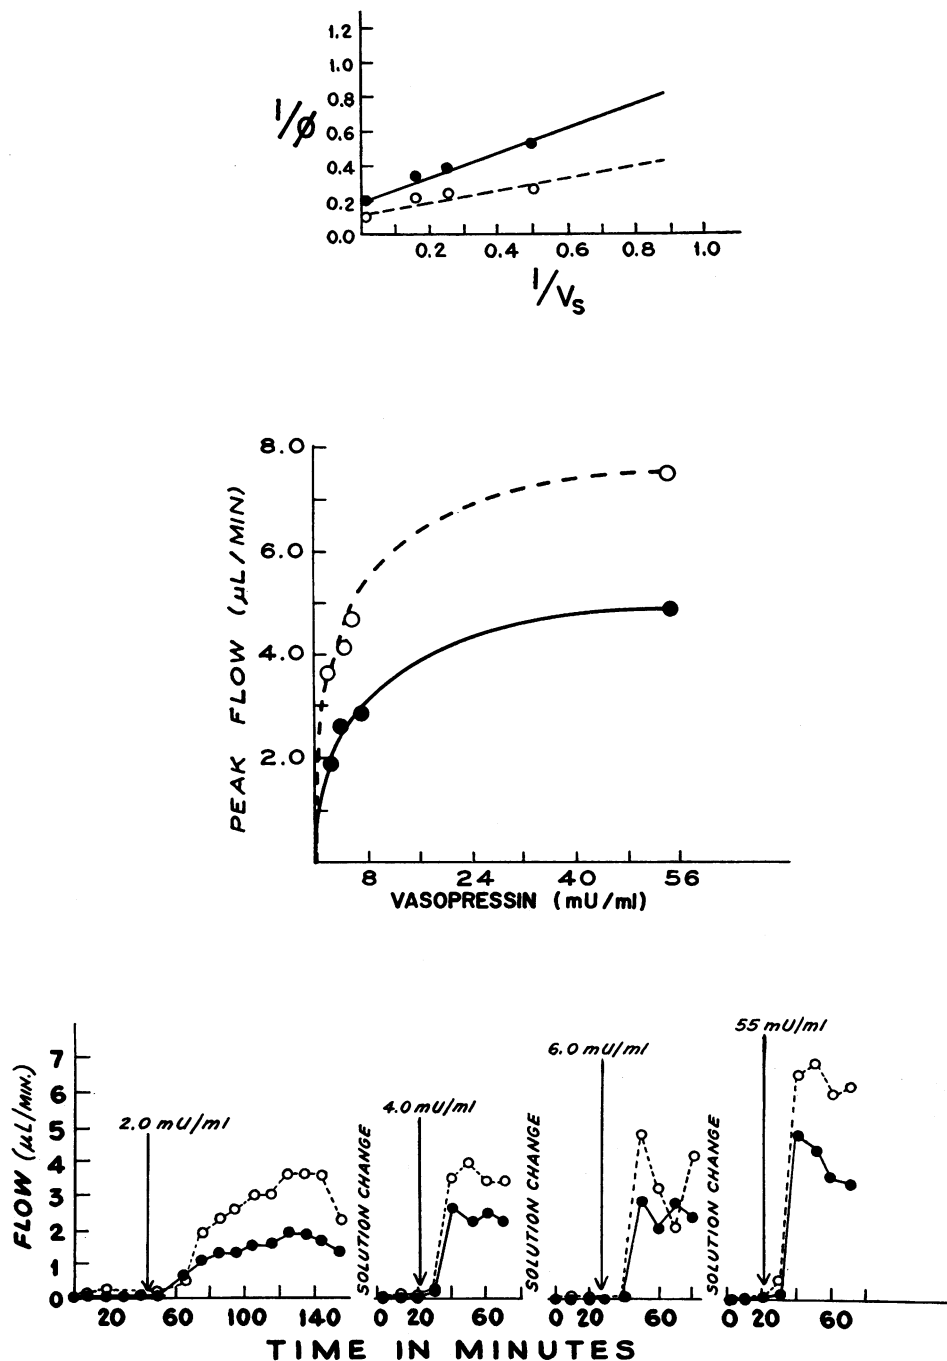 1.2
1.0
0.8
0.6
0.4
0.2
0.0
1/φ
0.2 0.4 0.6 0.8 1.0
1/Vs
8.0
6.0
4.0
2.0
PEAK FLOW (μL/MIN)
8 24 40 56
VASOPRESSIN (mU/ml)
7
6
5
4
3
2
1
0
FLOW (μL/MIN.)
2.0 mU/ml
SOLUTION CHANGE
4.0 mU/ml
SOLUTION CHANGE
6.0 mU/ml
SOLUTION CHANGE
55 mU/ml
20 60 100 140 0 20 60 0 20 60 0 20 60
TIME IN MINUTES